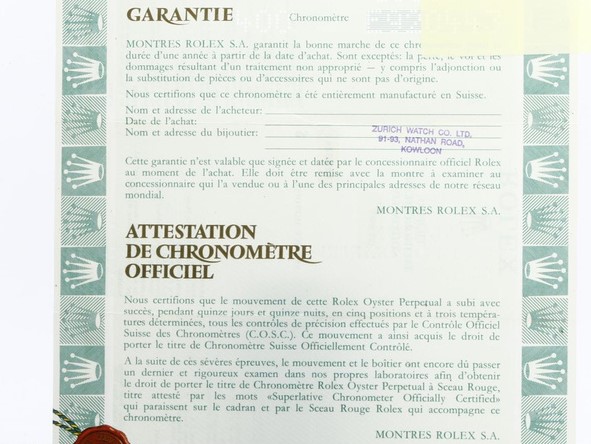 GARANTIE Chronomètre
MONTRES ROLEX S.A. garantit la bonne marche de ce chr
durée d'une année à partir de la date d'achat. Sont exceptés: la perte, le vol et les
dommages résultant d'un traitement non approprié — y compris l'adjonction ou
la substitution de pièces ou d'accessoires qui ne sont pas d'origine.
Nous certifions que ce chronomètre a été entièrement manufacturé en Suisse.
Nom et adresse de l'acheteur:
Date de l'achat:
Nom et adresse du bijoutier:
ZURICH WATCH CO. LTD.
91-93, NATHAN ROAD,
KOWLOON
Cette garantie n'est valable que signée et datée par le concessionnaire officiel Rolex
au moment de l'achat. Elle doit être remise avec la montre à examiner au
concessionnaire qui l'a vendue ou à l'une des principales adresses de notre réseau
mondial.
MONTRES ROLEX S.A.
ATTESTATION
DE CHRONOMÈTRE
OFFICIEL
Nous certifions que le mouvement de cette Rolex Oyster Perpetual a subi avec
succès, pendant quinze jours et quinze nuits, en cinq positions et à trois tempéra-
tures déterminées, tous les contrôles de précision effectués par le Contrôle Officiel
Suisse des Chronomètres (C.O.S.C.). Ce mouvement a ainsi acquis le droit de
porter le titre de Chronomètre Suisse Officiellement Contrôlé.
A la suite de ces sévères épreuves, le mouvement et le boîtier ont encore dû passer
un dernier et rigoureux examen dans nos propres laboratoires afin d'obtenir
le droit de porter le titre de Chronomètre Rolex Oyster Perpetual à Sceau Rouge,
titre attesté par les mots «Superlative Chronometer Officially Certified»
qui paraissent sur le cadran et par le Sceau Rouge Rolex qui accompagne ce
chronomètre.
MONTRES ROLEX S.A.